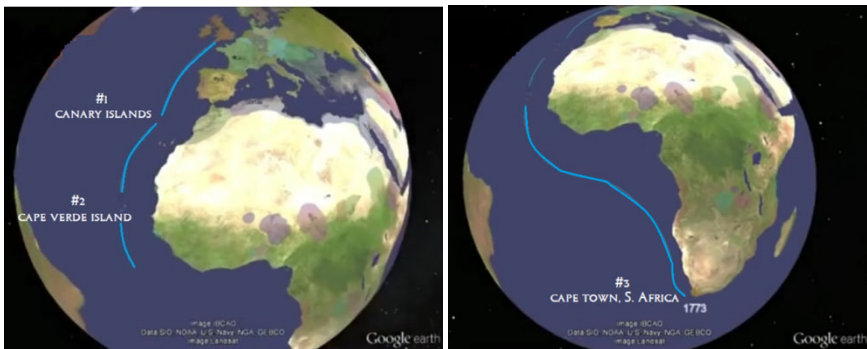 #1
CANARY ISLANDS
#2
CAPE VERDE ISLAND
Image IBCAO
Data SIO NOAA U.S. Navy NGA GEBCO
Image Landsat
Google earth
#3
CAPE TOWN, S. AFRICA
1773
Image IBCAO
Data SIO NOAA U.S. Navy NGA GEBCO
Image Landsat
Google earth